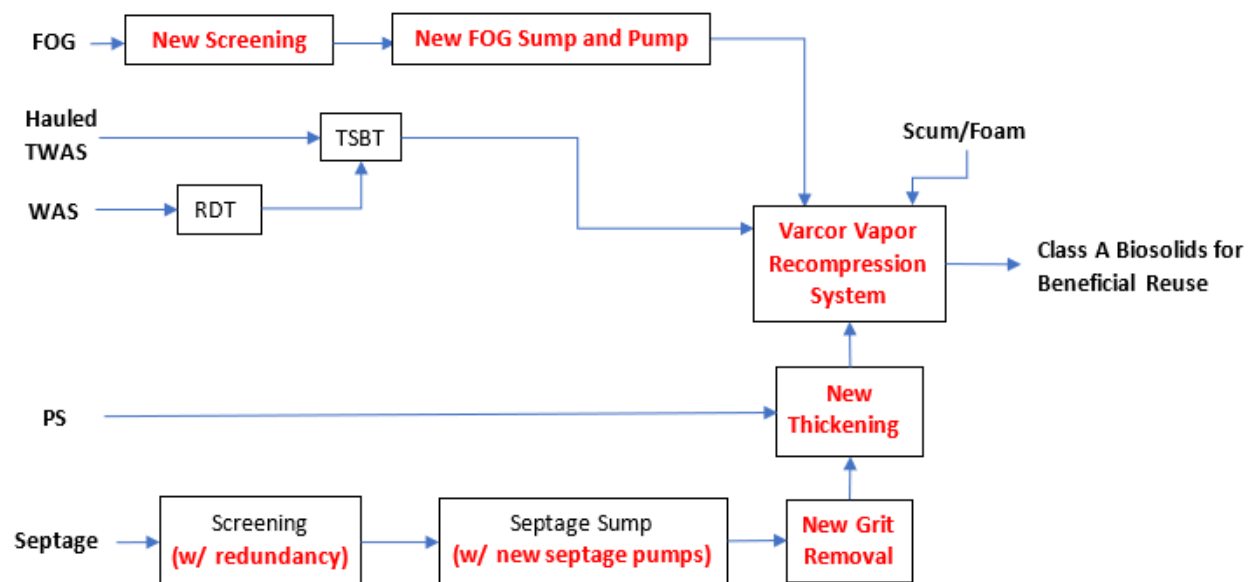 FOG
New Screening
New FOG Sump and Pump
Hauled
TWAS
TSBT
Scum/Foam
WAS
RDT
Varcor Vapor
Recompression
System
Class A Biosolids for
Beneficial Reuse
PS
New
Thickening
Septage
Screening
(w/ redundancy)
Septage Sump
(w/ new septage pumps)
New Grit
Removal